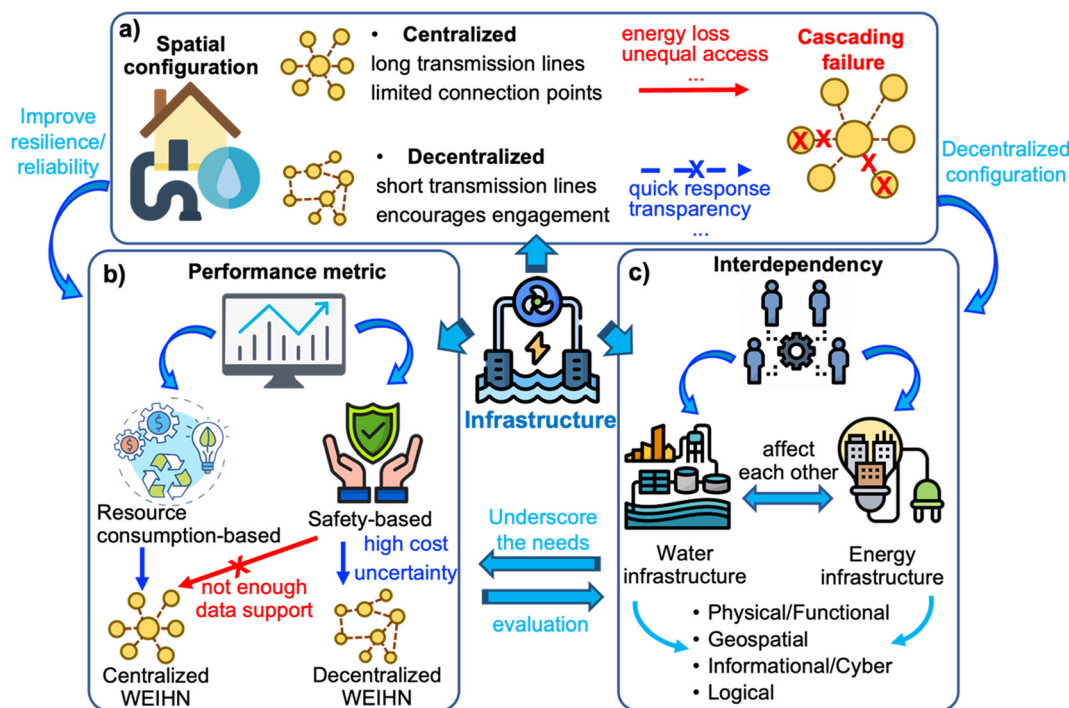 a)
Spatial
configuration
• Centralized
long transmission lines
limited connection points
energy loss
unequal access
...
Cascading
failure
X
X
X
X
• Decentralized
short transmission lines
encourages engagement
X
quick response
transparency
...
Improve
resilience/
reliability
Decentralized
configuration
b)
Performance metric
$
$
Resource
consumption-based
Safety-based
high cost
uncertainty
X
not enough
data support
Centralized
WEIHN
Decentralized
WEIHN
Infrastructure
Underscore
the needs
evaluation
c)
Interdependency
affect
each other
Water
infrastructure
Energy
infrastructure
• Physical/Functional
• Geospatial
• Informational/Cyber
• Logical